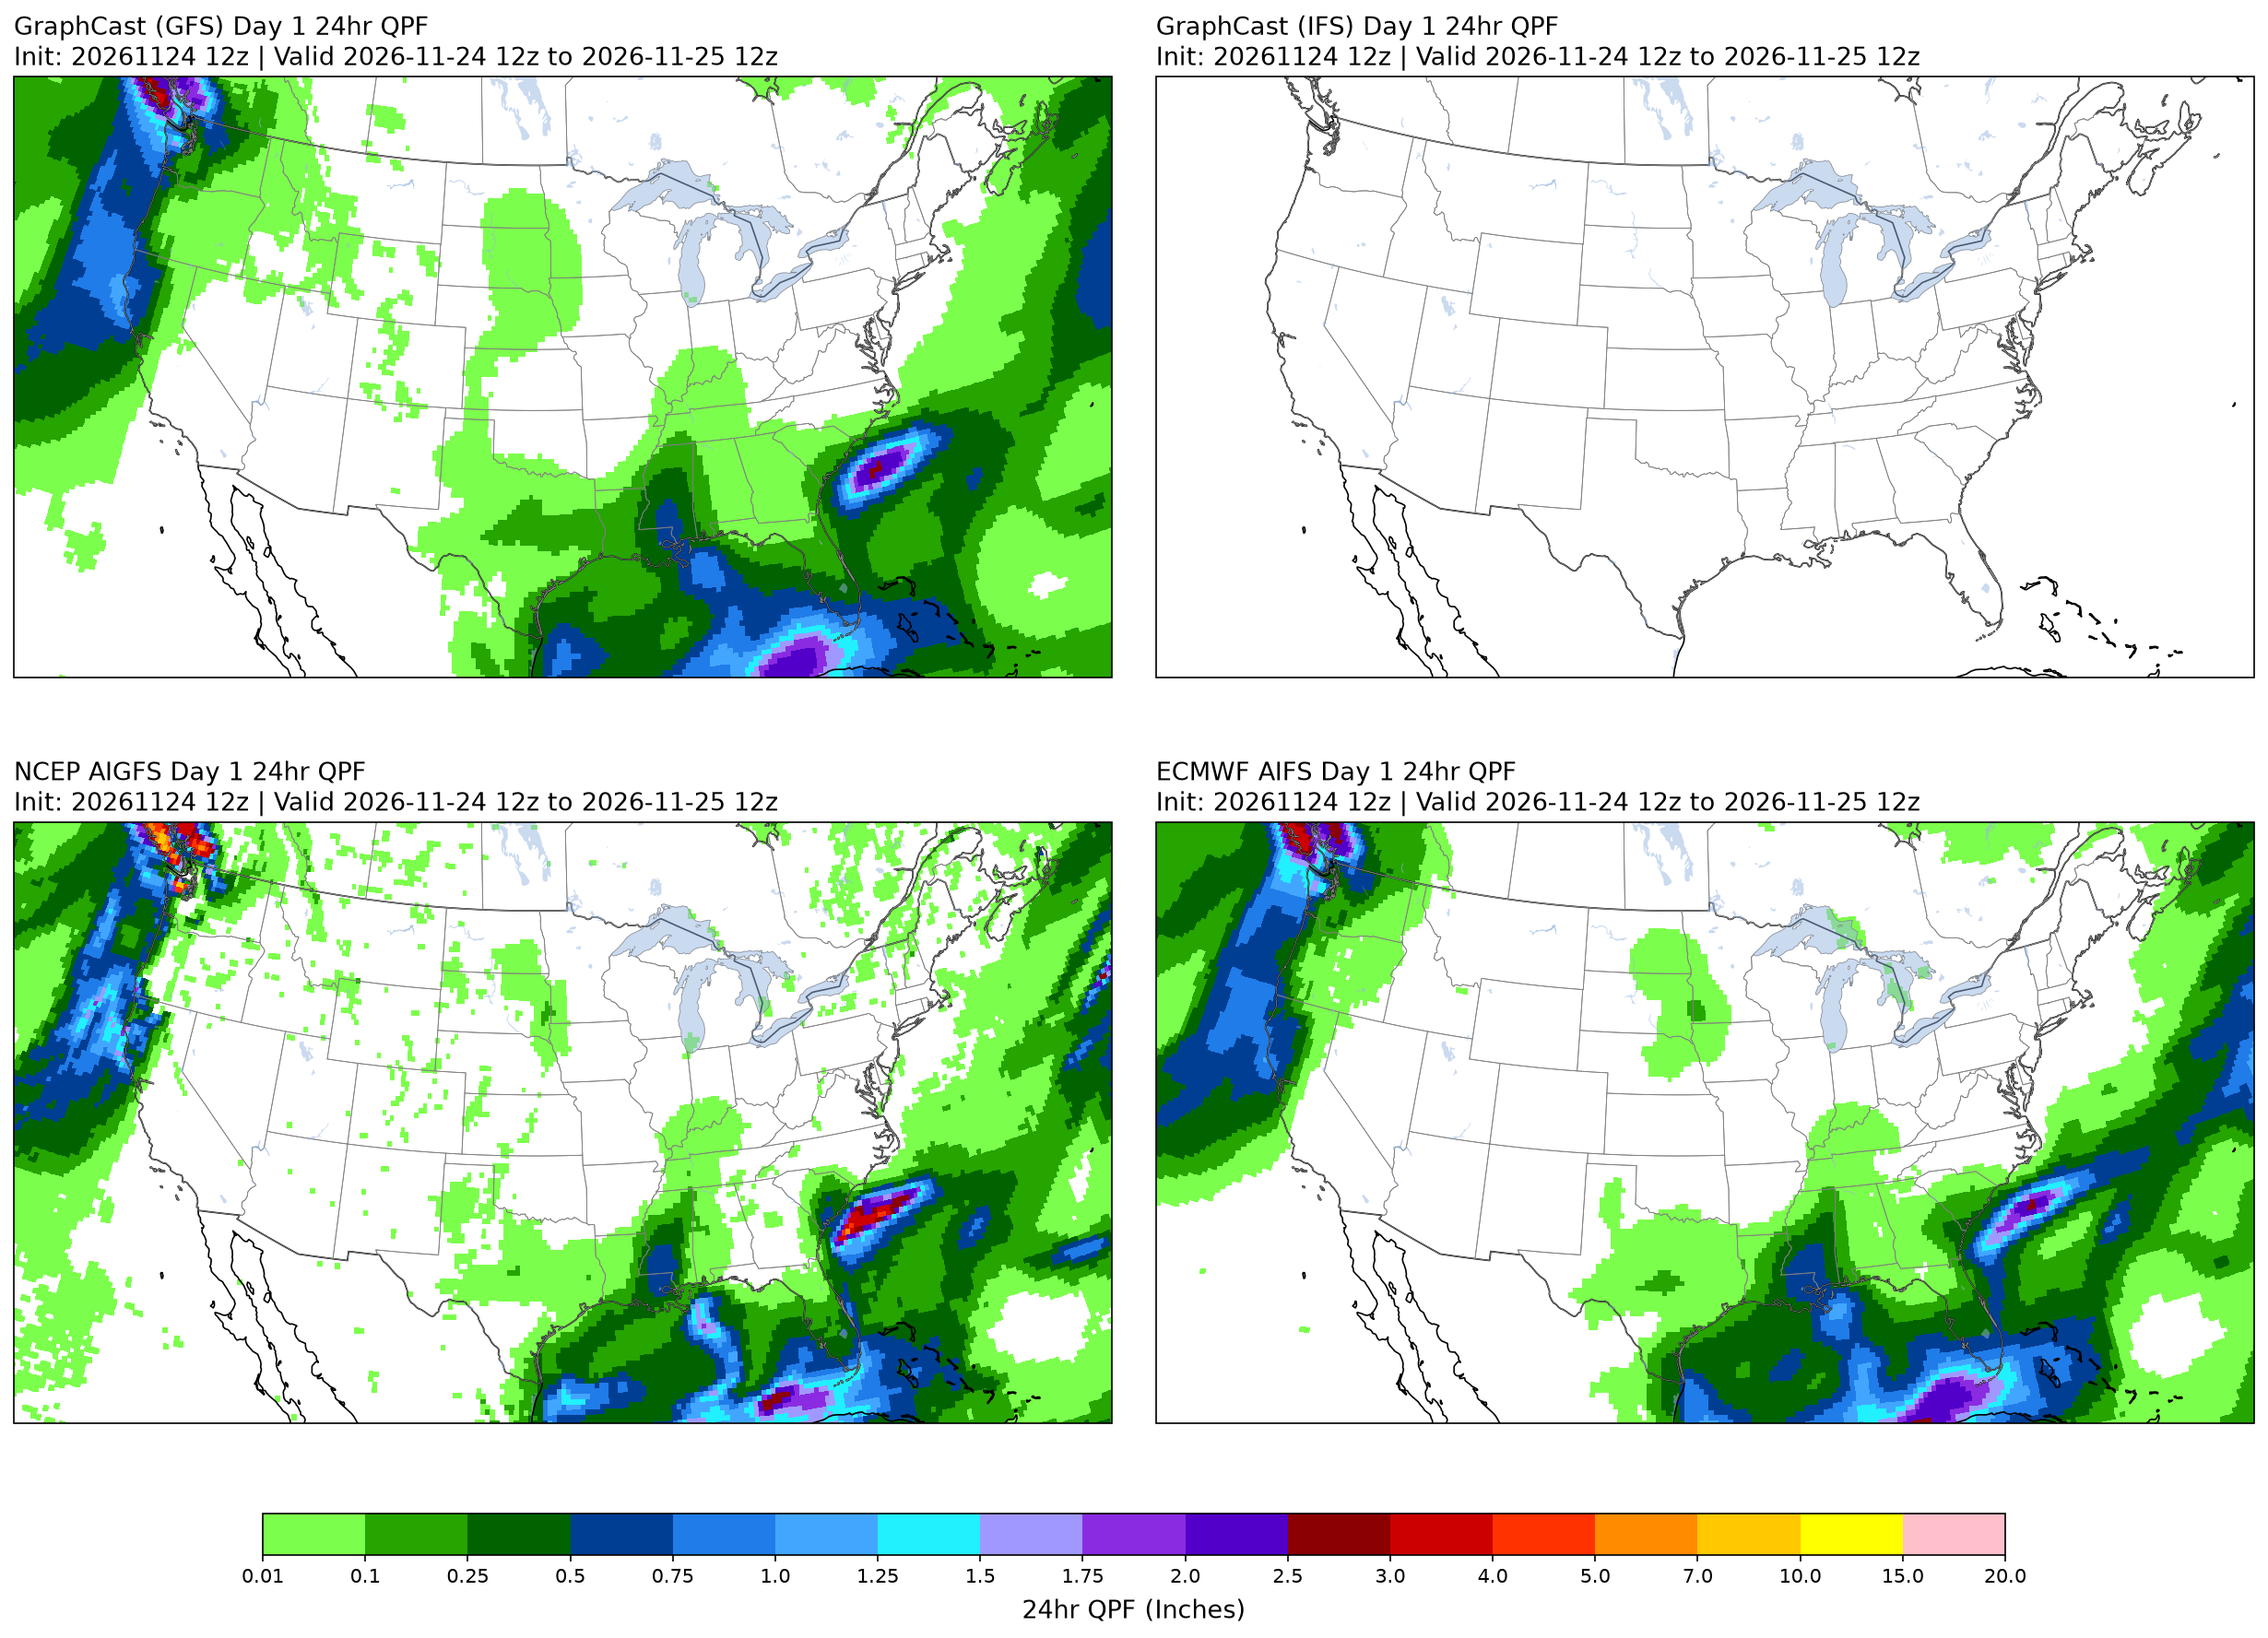 GraphCast (GFS) Day 1 24hr QPF
Init: 20261124 12z | Valid 2026-11-24 12z to 2026-11-25 12z
GraphCast (IFS) Day 1 24hr QPF
Init: 20261124 12z | Valid 2026-11-24 12z to 2026-11-25 12z
NCEP AIGFS Day 1 24hr QPF
Init: 20261124 12z | Valid 2026-11-24 12z to 2026-11-25 12z
ECMWF AIFS Day 1 24hr QPF
Init: 20261124 12z | Valid 2026-11-24 12z to 2026-11-25 12z
0.01 0.1 0.25 0.5 0.75 1.0 1.25 1.5 1.75 2.0 2.5 3.0 4.0 5.0 7.0 10.0 15.0 20.0
24hr QPF (Inches)